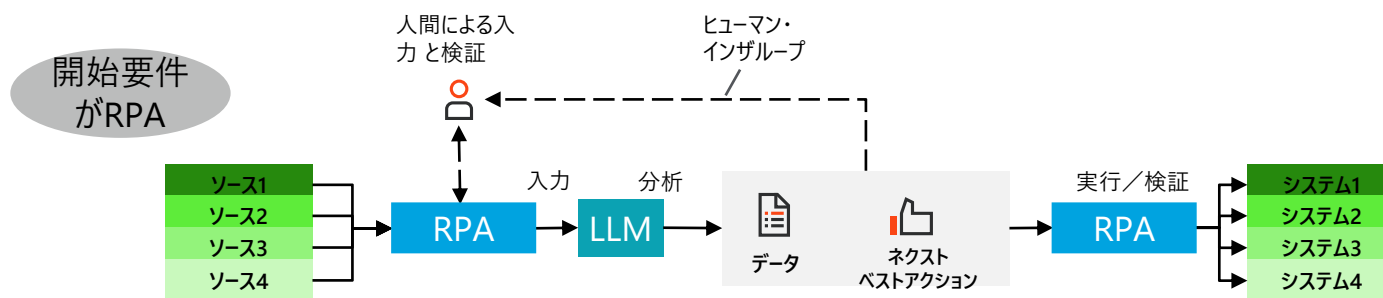 人間による入
力 と検証
ヒューマン・
インザループ
開始要件
がRPA
ソース1
ソース2
ソース3
ソース4
RPA
入力
LLM
分析
データ
ネクスト
ベストアクション
実行／検証
RPA
システム1
システム2
システム3
システム4